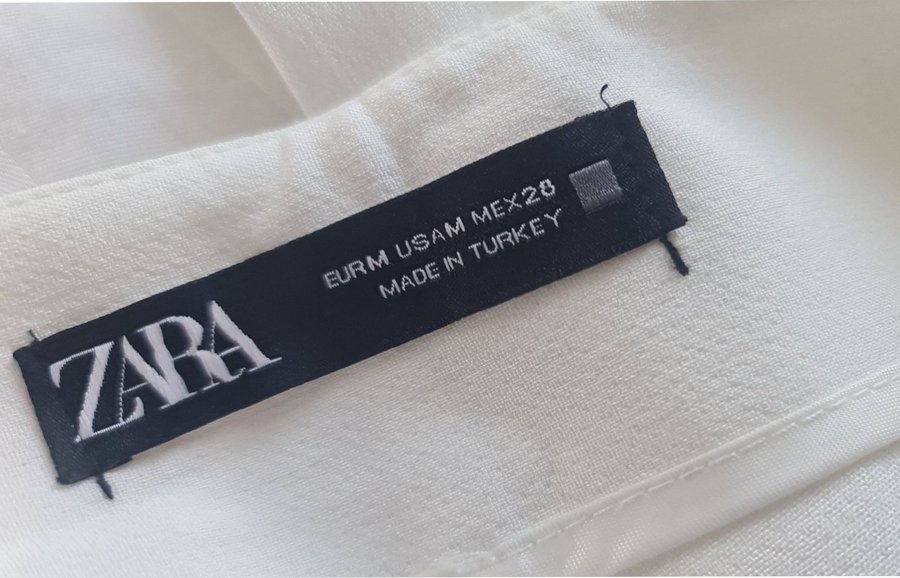 ZARA
EUR M USA M MEX 28
MADE IN TURKEY